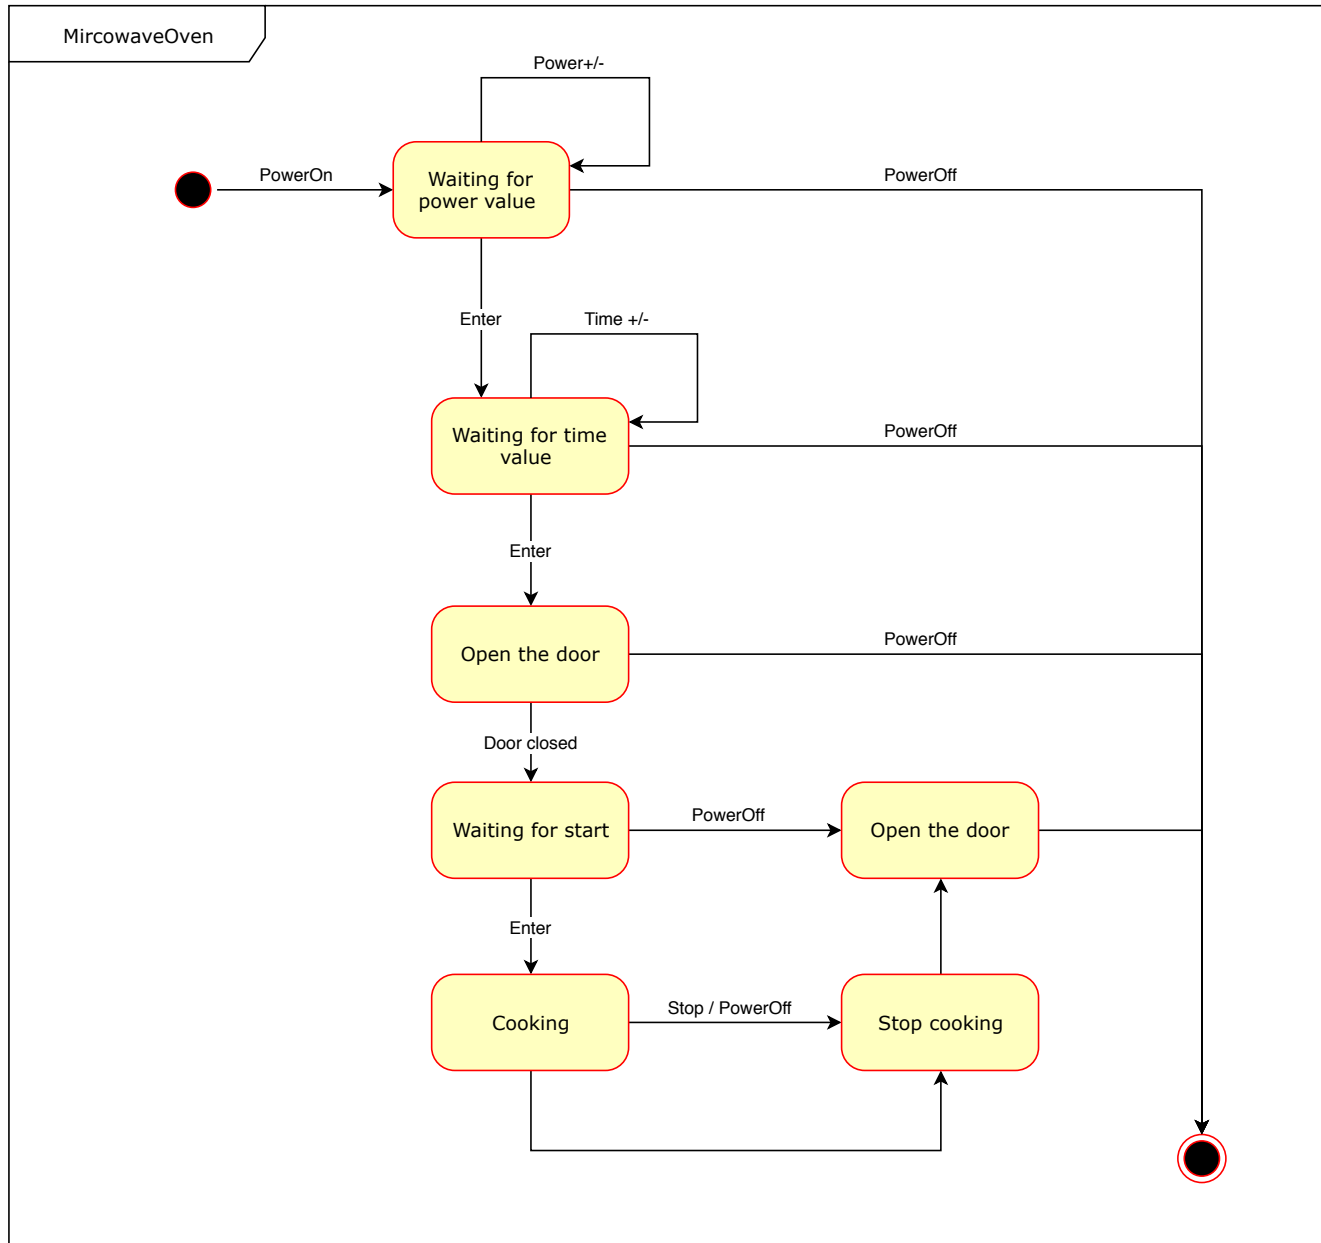 MircowaveOven
Power+/-
PowerOn
Waiting for
power value
PowerOff
Enter
Time +/-
Waiting for time
value
PowerOff
Enter
Open the door
PowerOff
Door closed
Waiting for start
PowerOff
Open the door
Enter
Cooking
Stop / PowerOff
Stop cooking